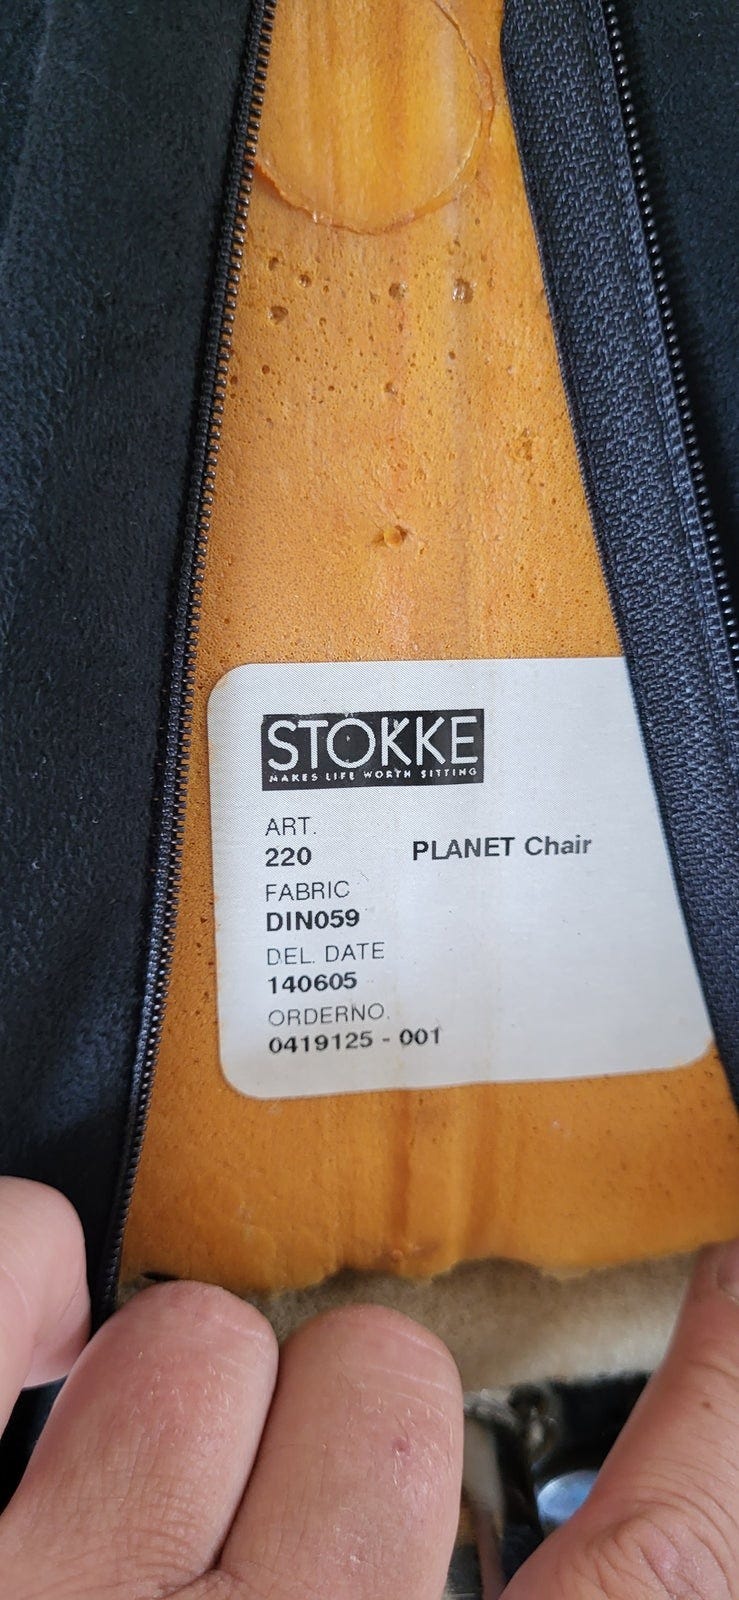 STOKKE
MAKES LIFE WORTH SITTING
ART.
220 PLANET Chair
FABRIC
DIN059
DEL. DATE
140605
ORDERNO.
0419125 - 001